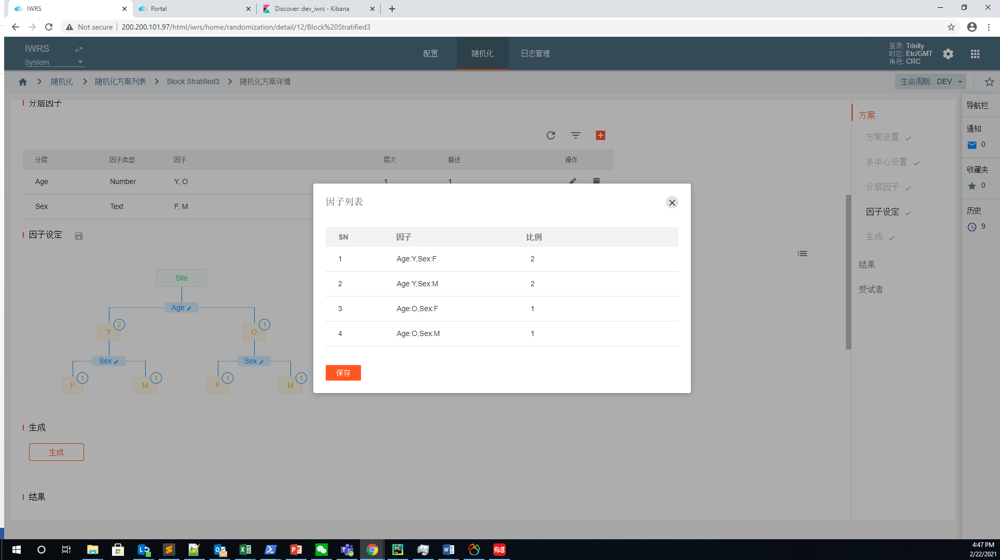 IWRS
Portal
Discover: dev_iwrs - Kibana
Not secure
200.200.101.97/html/iwrs/home/randomization/detail/12/Block%20Stratified3
IWRS
System
配置
随机化
日志管理
登录: Trinity
时区: Etc/GMT
角色: CRC
随机化
随机化方案列表
Block Stratified3
随机化方案详情
生命周期: DEV
分层因子
分层 因子类型 因子 层次 描述 操作
Age Number Y, O 1 1
Sex Text F, M
因子设定
Site
Age
Y 2
O 1
Sex
Sex
F 1
M 1
F 1
M 1
生成
生成
结果
因子列表
SN 因子 比例
1 Age:Y,Sex:F 2
2 Age:Y,Sex:M 2
3 Age:O,Sex:F 1
4 Age:O,Sex:M 1
保存
方案
方案设置
多中心设置
分层因子
因子设定
生成
结果
受试者
导航栏
通知
0
收藏夹
0
历史
9
有道
4:47 PM
2/22/2021